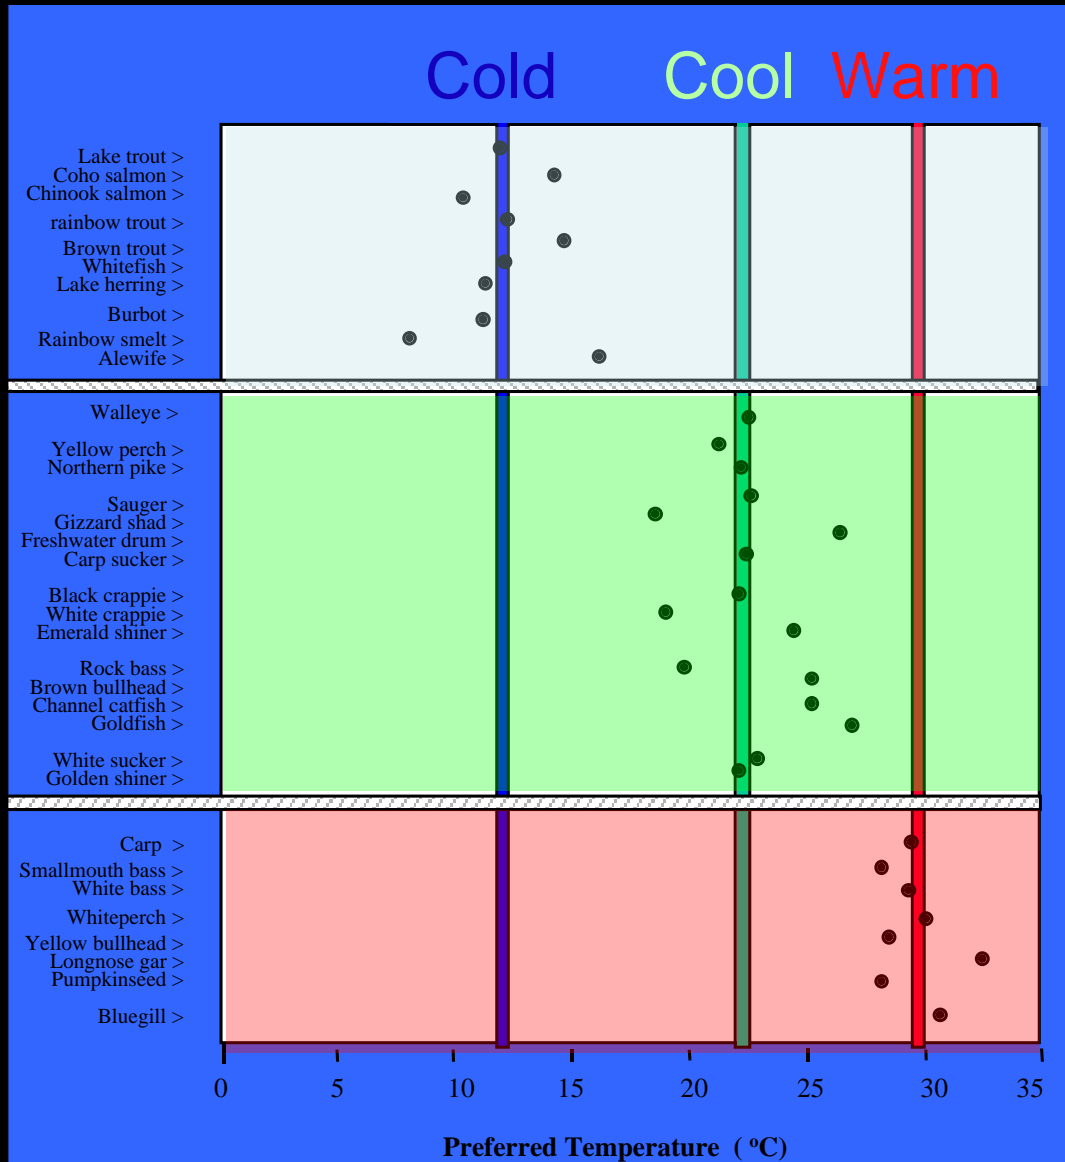 Cold Cool Warm
Lake trout >
Coho salmon >
Chinook salmon >
rainbow trout >
Brown trout >
Whitefish >
Lake herring >
Burbot >
Rainbow smelt >
Alewife >
Walleye >
Yellow perch >
Northern pike >
Sauger >
Gizzard shad >
Freshwater drum >
Carp sucker >
Black crappie >
White crappie >
Emerald shiner >
Rock bass >
Brown bullhead >
Channel catfish >
Goldfish >
White sucker >
Golden shiner >
Carp >
Smallmouth bass >
White bass >
Whiteperch >
Yellow bullhead >
Longnose gar >
Pumpkinseed >
Bluegill >
0 5 10 15 20 25 30 35
Preferred Temperature ( ºC)